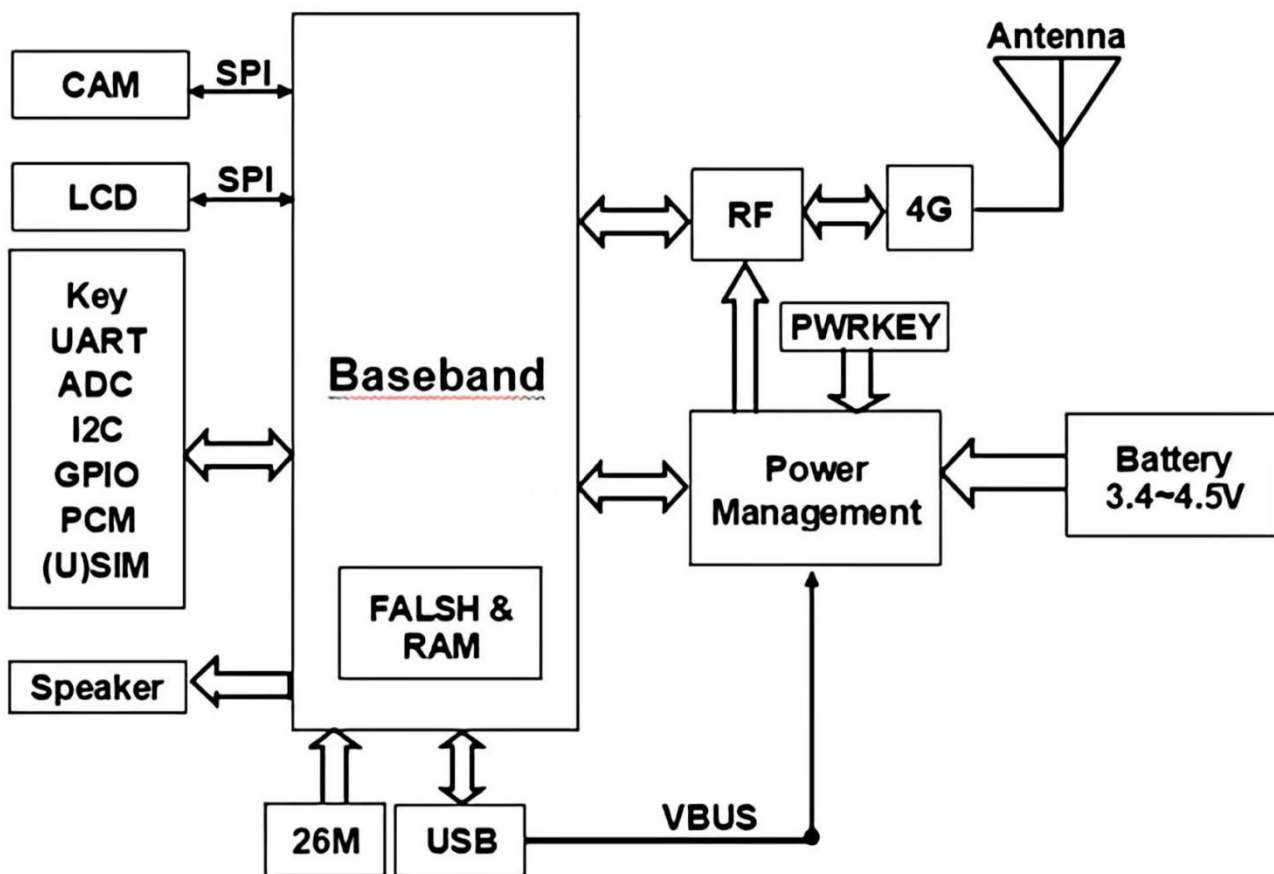 CAM
SPI
LCD
SPI
Key
UART
ADC
I2C
GPIO
PCM
(U)SIM
Speaker
Baseband
FALSH &
RAM
26M
USB
VBUS
RF
4G
Antenna
PWRKEY
Power
Management
Battery
3.4~4.5V